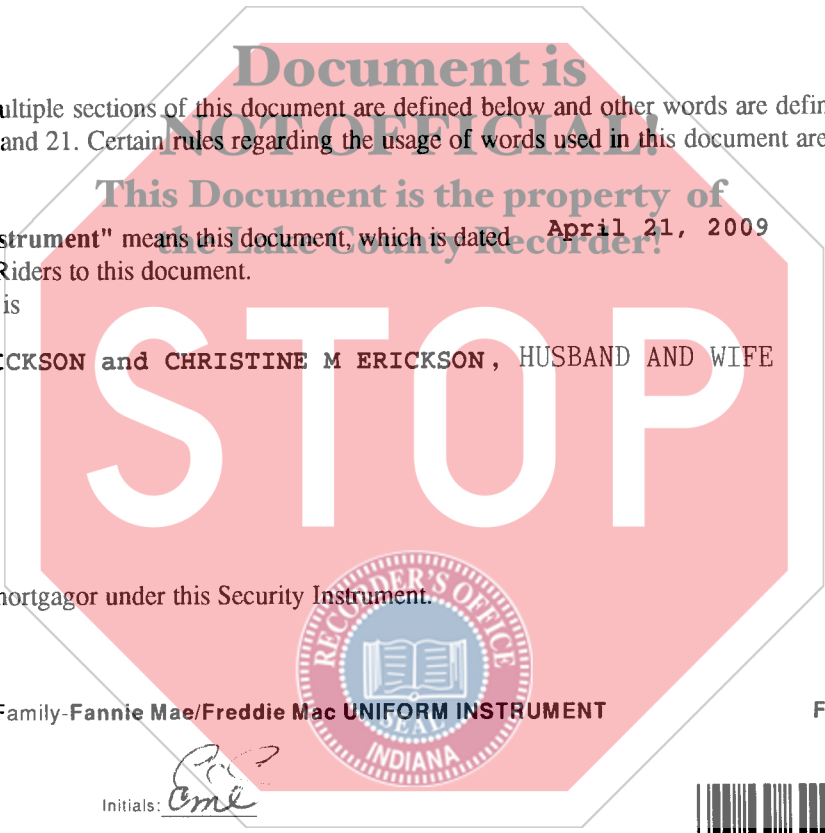 Document is
ultiple sections of this document are defined below and other words are defin
NOT OFFICIAL!
and 21. Certain rules regarding the usage of words used in this document are
This Document is the property of
strument" means this document, which is dated April 21, 2009
the Lake County Recorder!
Riders to this document.
is
STOP
CKSON and CHRISTINE M ERICKSON, HUSBAND AND WIFE
RECORDER'S OFFICE
nortgagor under this Security Instrument.
Family-Fannie Mae/Freddie Mac UNIFORM INSTRUMENT F
SEAL
INDIANA
Initials: cme